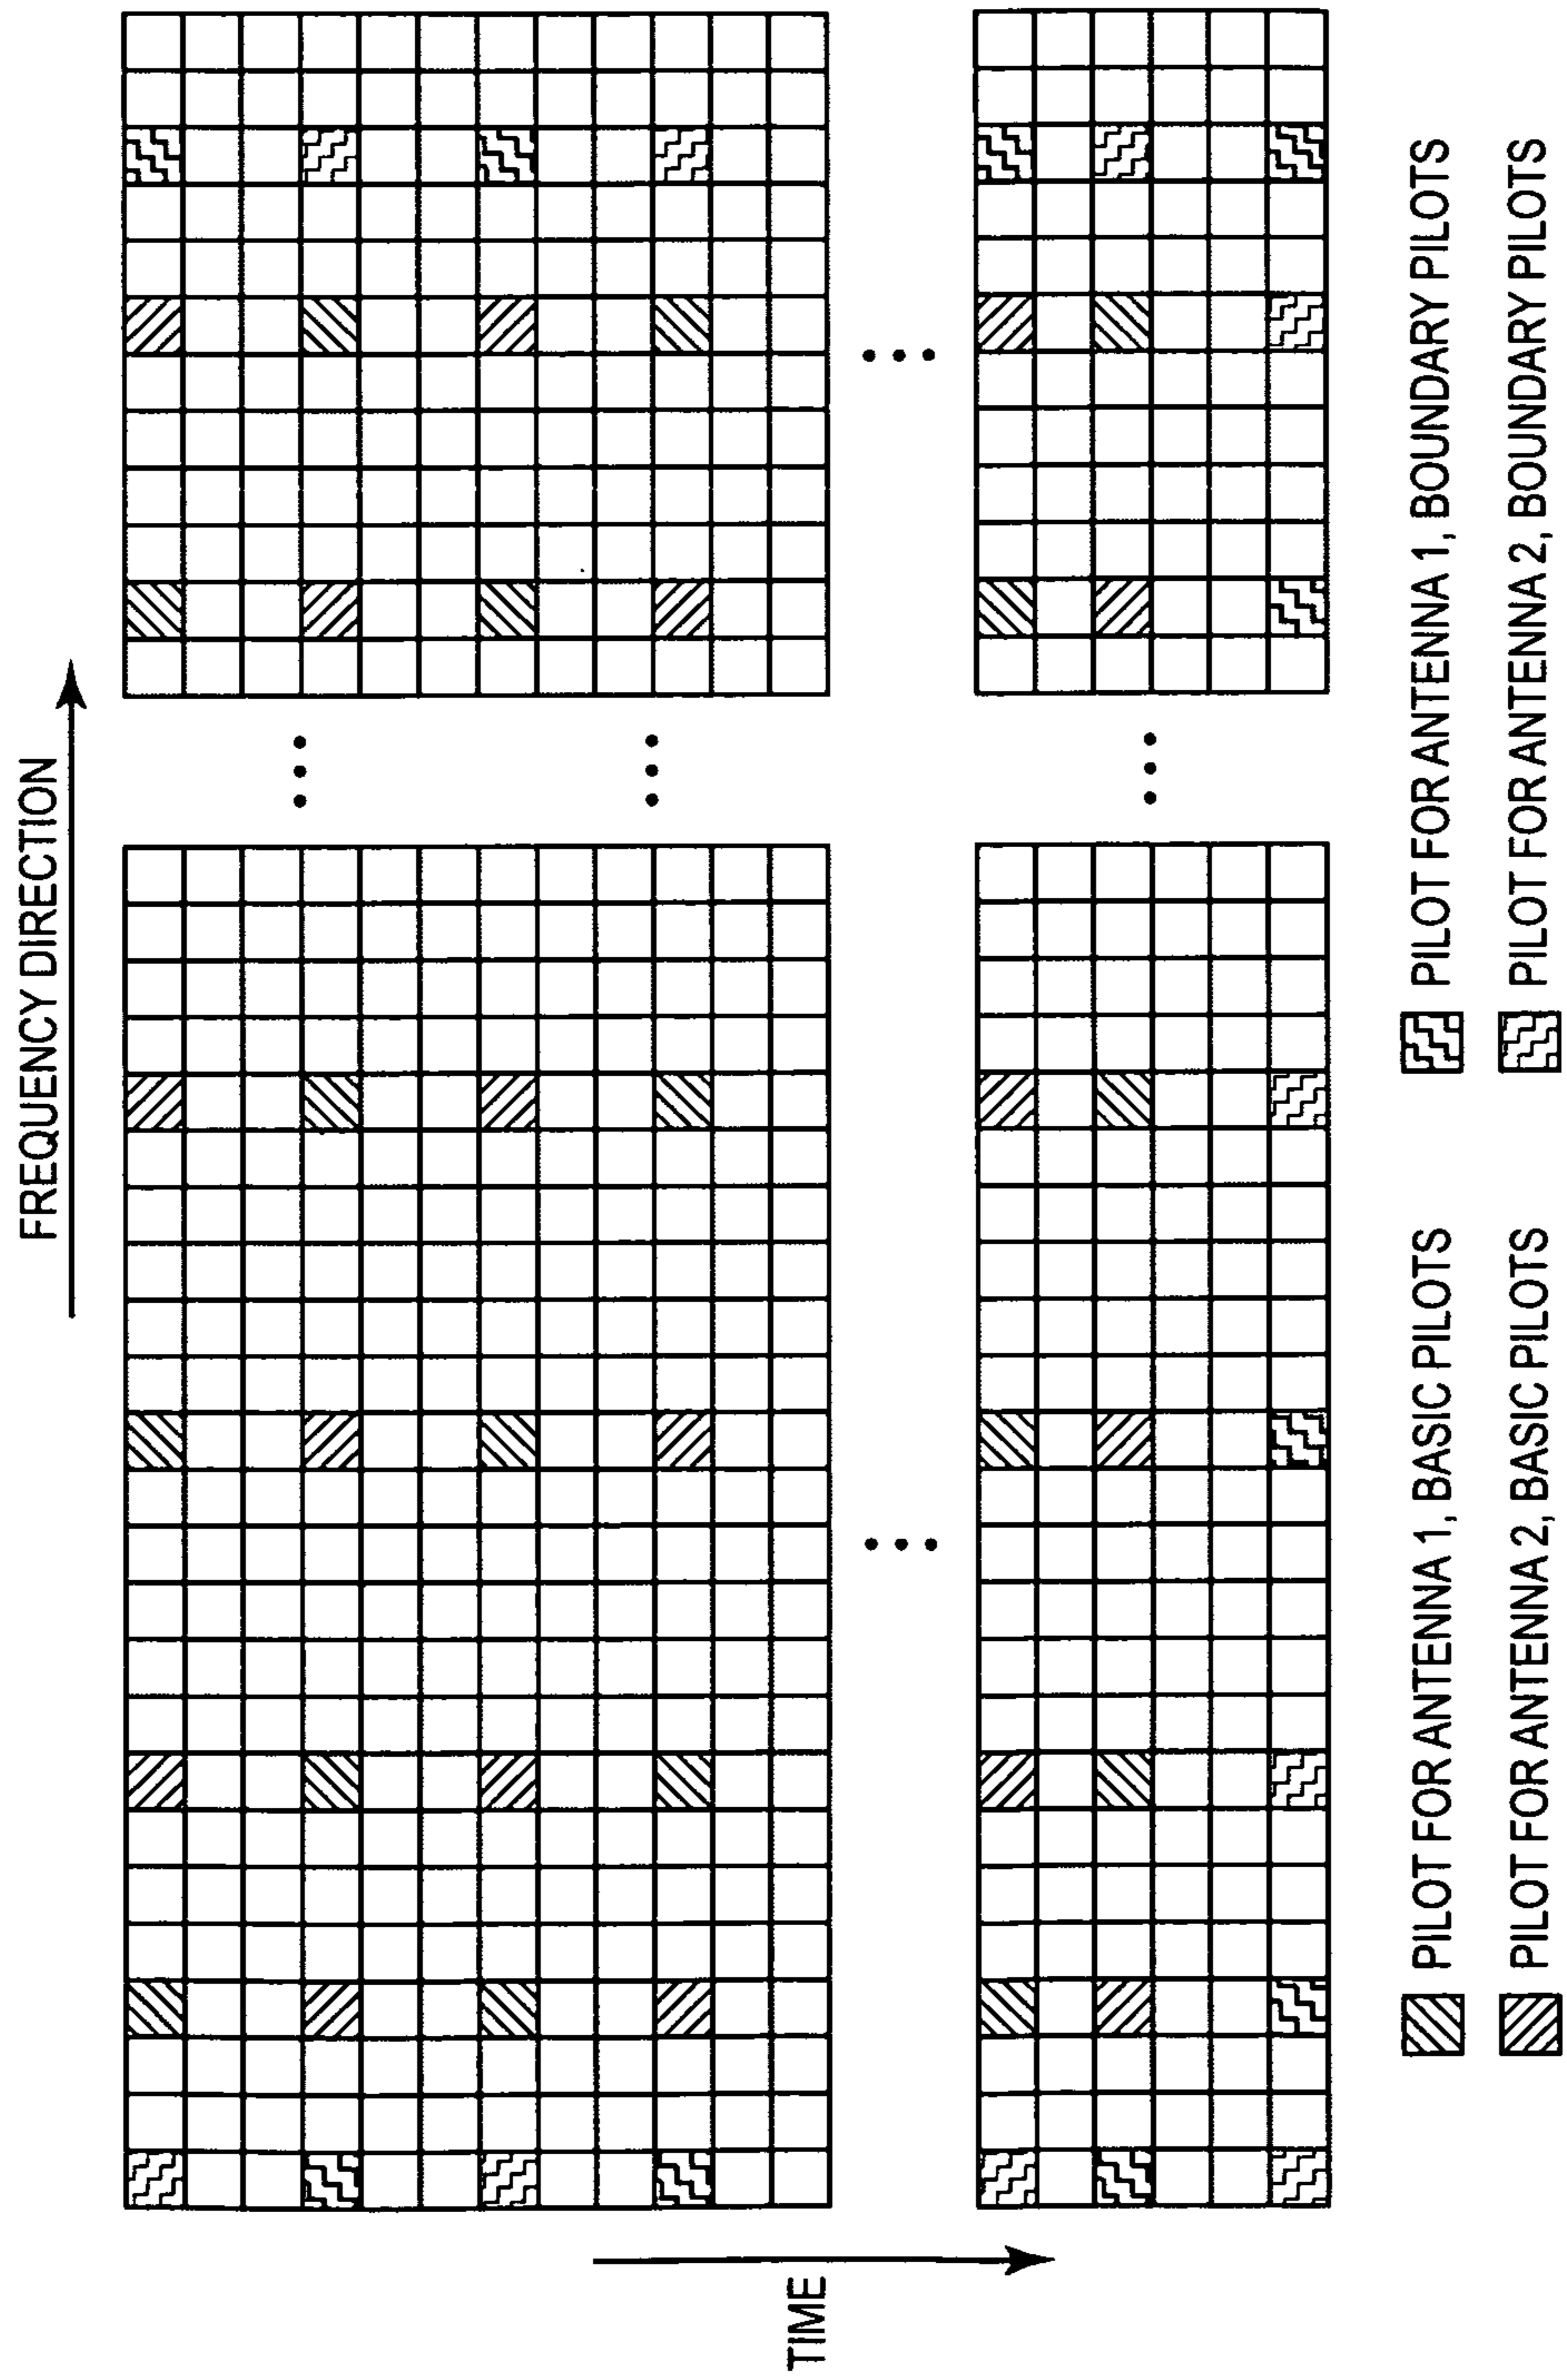 FREQUENCY DIRECTION
TIME
PILOT FOR ANTENNA 1, BASIC PILOTS
PILOT FOR ANTENNA 2, BASIC PILOTS
PILOT FOR ANTENNA 1, BOUNDARY PILOTS
PILOT FOR ANTENNA 2, BOUNDARY PILOTS